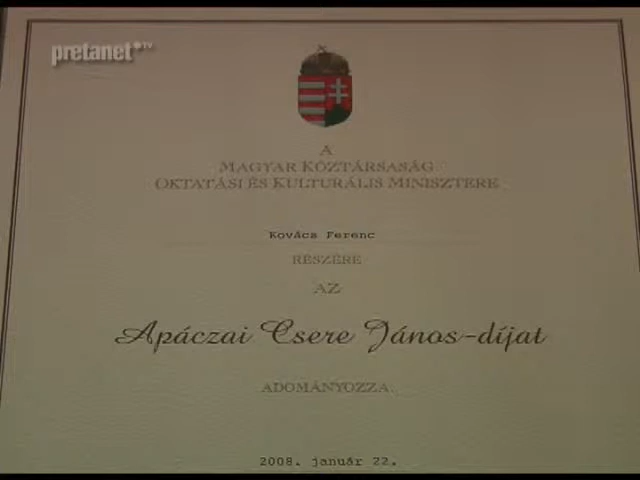 pretanet TV
A
MAGYAR KÖZTÁRSASÁG
OKTATÁSI ÉS KULTURÁLIS MINISZTERE
Kovács Ferenc
RÉSZÉRE
AZ
Apáczai Csere János-díjat
ADOMÁNYOZZA.
2008. január 22.